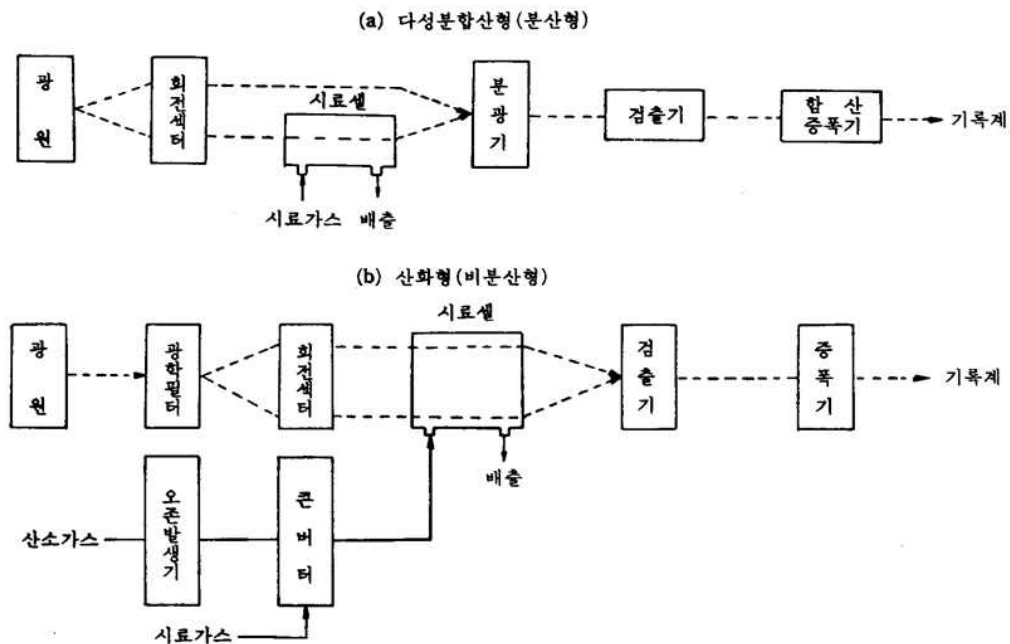 (a) 다성분합산형(분산형)
광원
회전섹터
시료셀
시료가스
배출
분광기
검출기
합산
증폭기
기록계
(b) 산화형(비분산형)
광원
광학필터
회전섹터
시료셀
배출
검출기
증폭기
기록계
산소가스
오존발생기
콘버터
시료가스